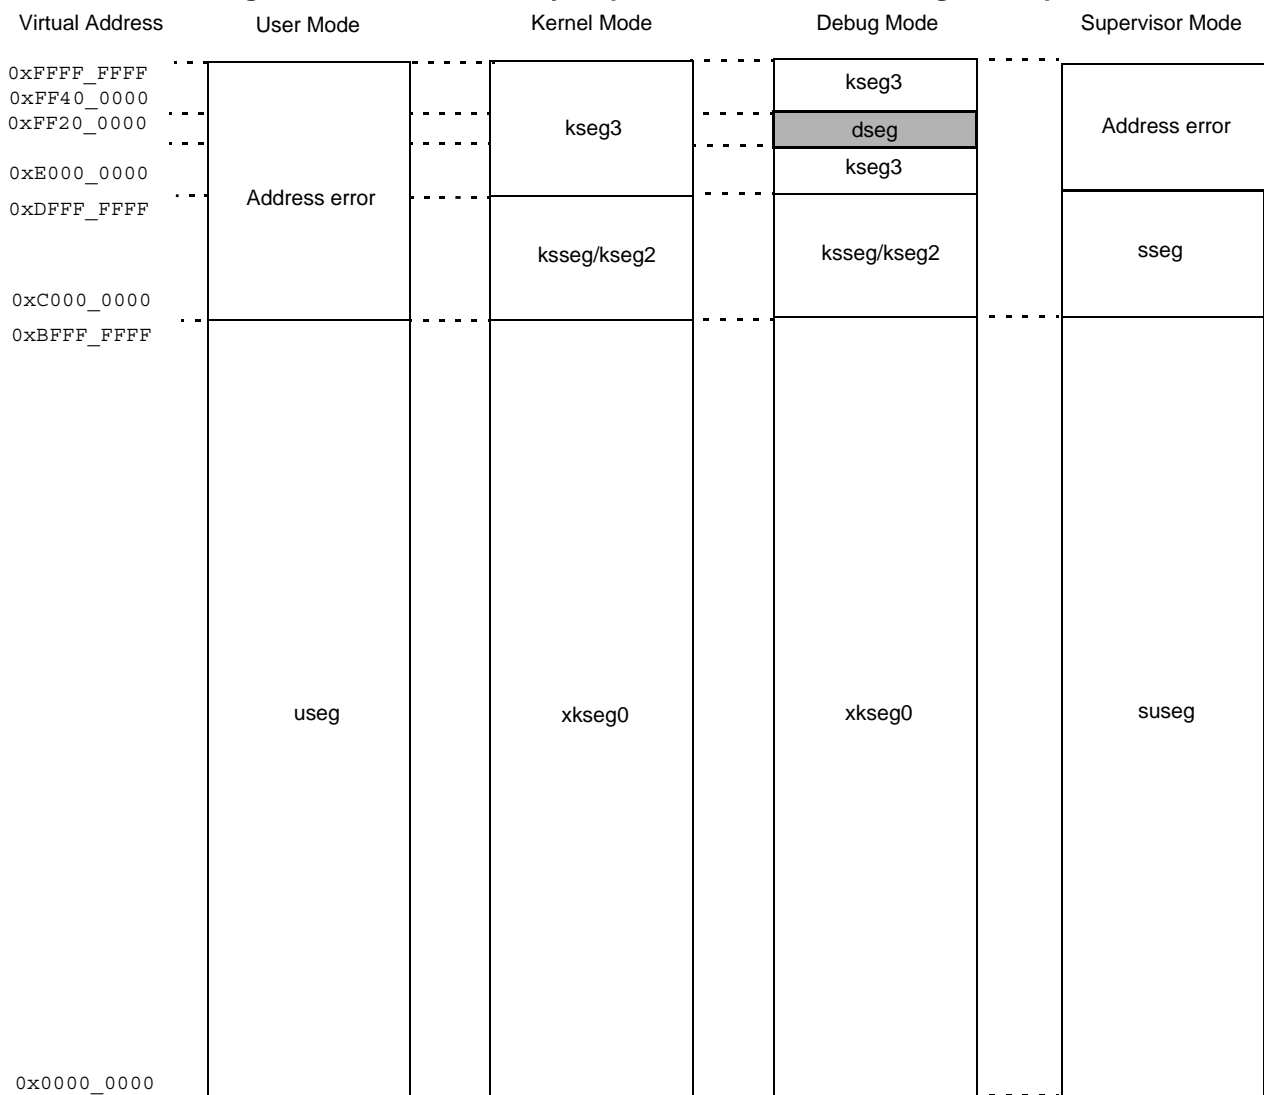 Virtual Address User Mode Kernel Mode Debug Mode Supervisor Mode
0xFFFF_FFFF
0xFF40_0000
0xFF20_0000
0xE000_0000
0xDFFF_FFFF
0xC000_0000
0xBFFF_FFFF
0x0000_0000
Address error
useg
kseg3
ksseg/kseg2
xkseg0
kseg3
dseg
kseg3
ksseg/kseg2
xkseg0
Address error
sseg
suseg